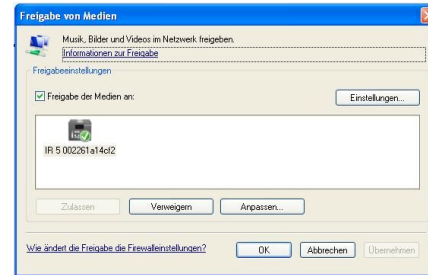 Freigabe von Medien
Musik, Bilder und Videos im Netzwerk freigeben.
Informationen zur Freigabe
Freigabeeinstellungen
Freigabe der Medien an:
Einstellungen...
IR 5 002261a14cf2
Zulassen
Verweigern
Anpassen...
Wie ändert die Freigabe die Firewalleinstellungen?
OK
Abbrechen
Übernehmen